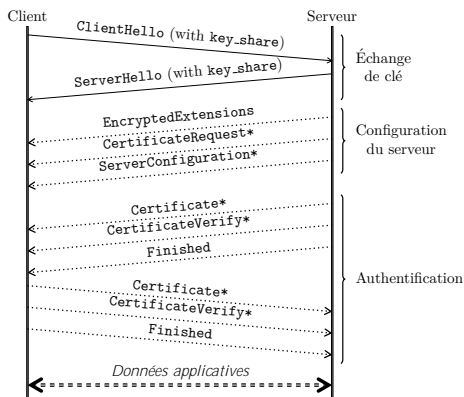 Client
Serveur
ClientHello (with key_share)
ServerHello (with key_share)
Échange
de clé
EncryptedExtensions
CertificateRequest*
ServerConfiguration*
Configuration
du serveur
Certificate*
CertificateVerify*
Finished
Certificate*
CertificateVerify*
Finished
Authentification
Données applicatives